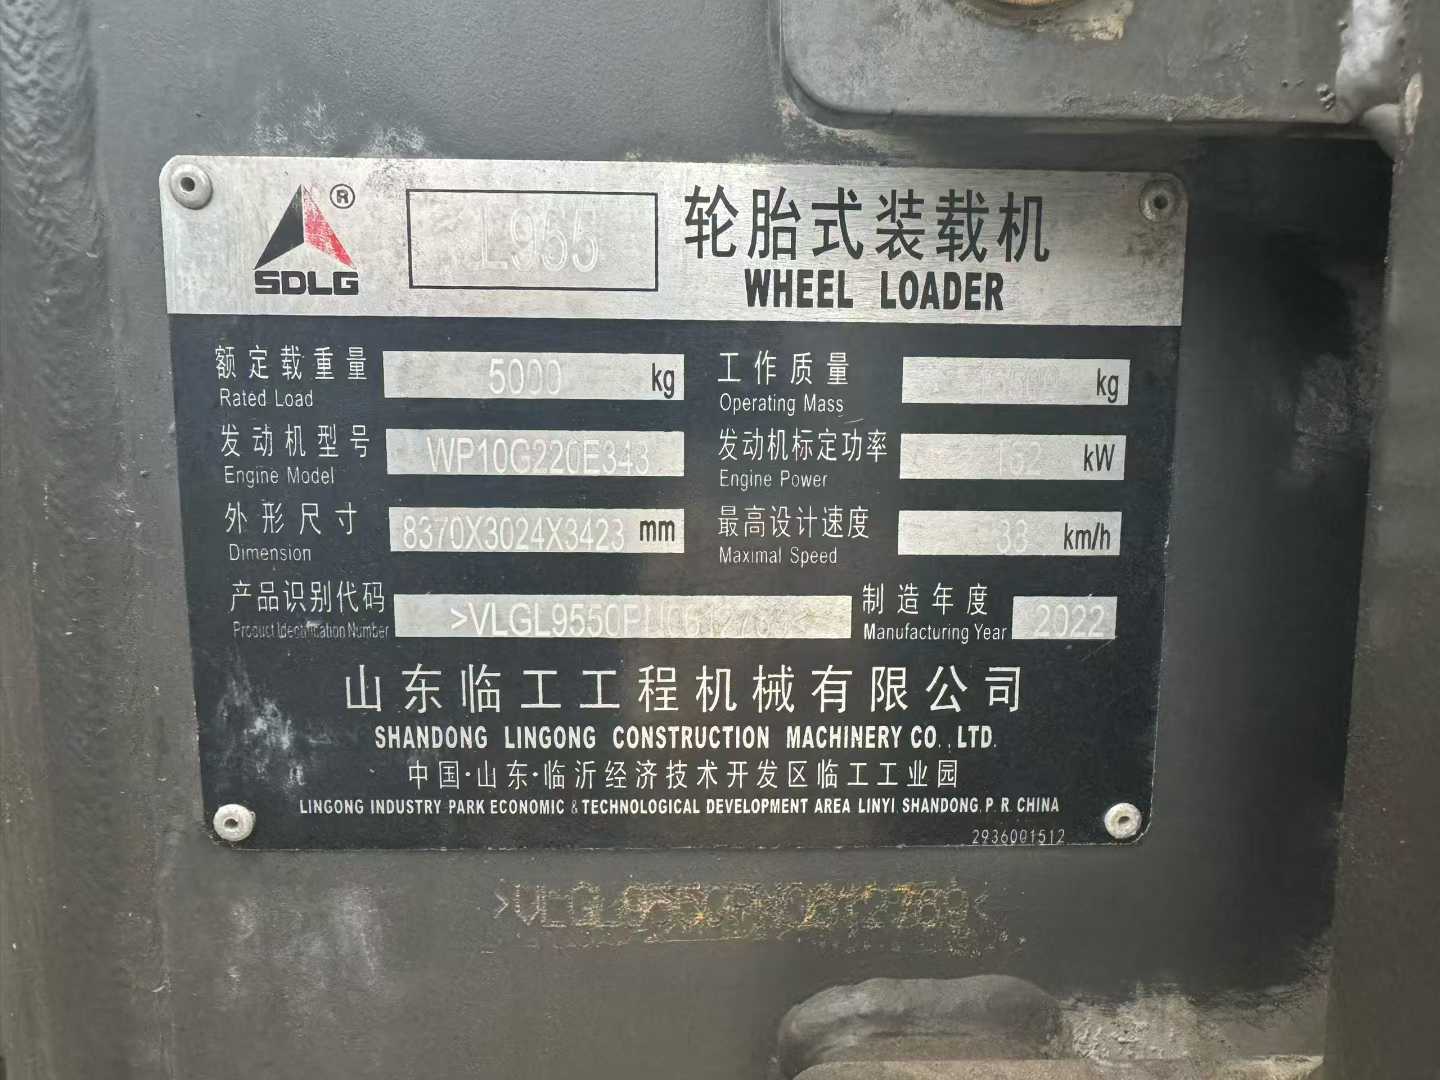 ® L955 轮胎式装载机
SDLG WHEEL LOADER
额定载重量 5000 kg 工作质量 kg
Rated Load Operating Mass
发动机型号 WP10G220E343 发动机标定功率 162 kW
Engine Model Engine Power
外形尺寸 8370X3024X3423 mm 最高设计速度 38 km/h
Dimension Maximal Speed
产品识别代码 制造年度 2022
Product Identification Number Manufacturing Year
山东临工工程机械有限公司
SHANDONG LINGONG CONSTRUCTION MACHINERY CO.,LTD.
中国·山东·临沂经济技术开发区临工工业园
LINGONG INDUSTRY PARK ECONOMIC & TECHNOLOGICAL DEVELOPMENT AREA LINYI SHANDONG, P. R. CHINA
2936001512